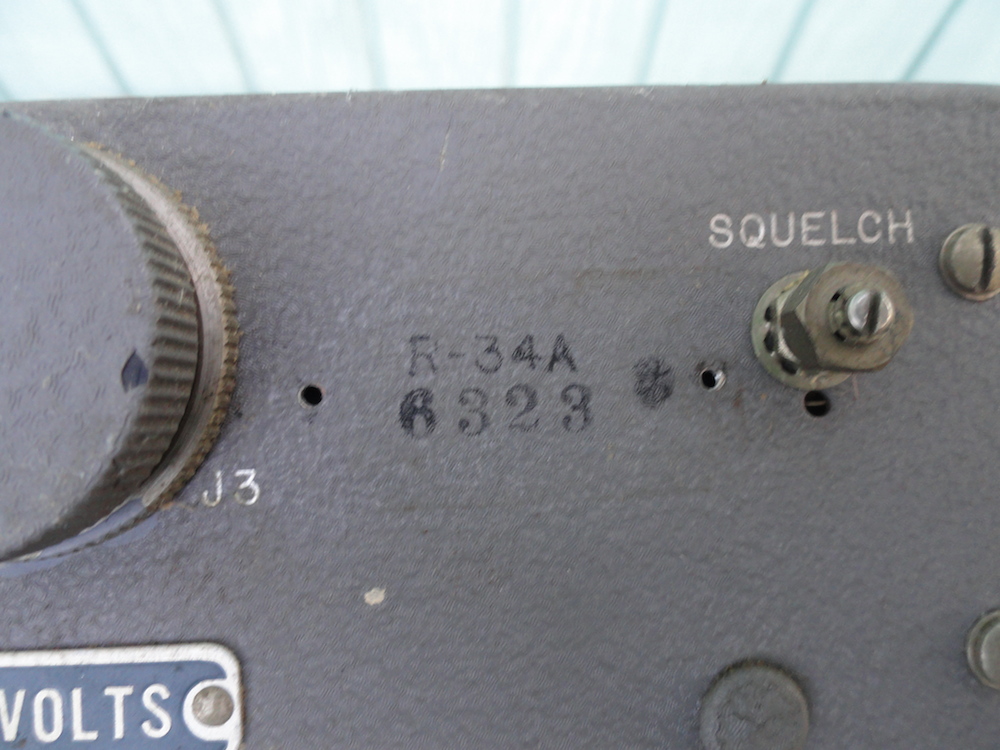 SQUELCH
R-34A
6323
J3
VOLTS